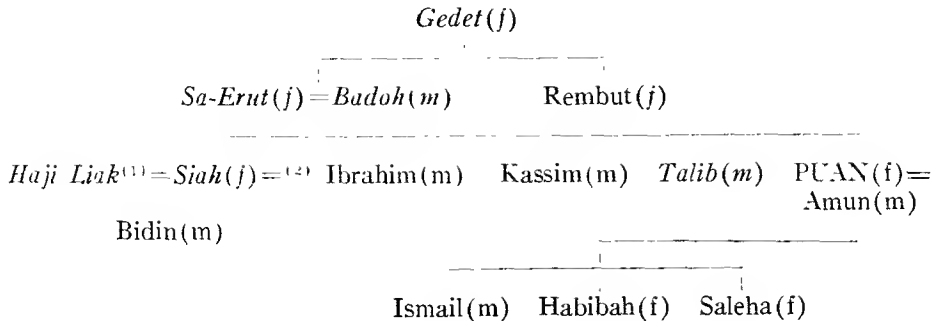 Gedet(j)
Sa-Erut(j)=Badoh(m) Rembut(j)
Haji Liak(1)=Siah(j)=(2) Ibrahim(m) Kassim(m) Talib(m) PUAN(f)=
Amun(m)
Bidin(m)
Ismail(m) Habibah(f) Saleha(f)